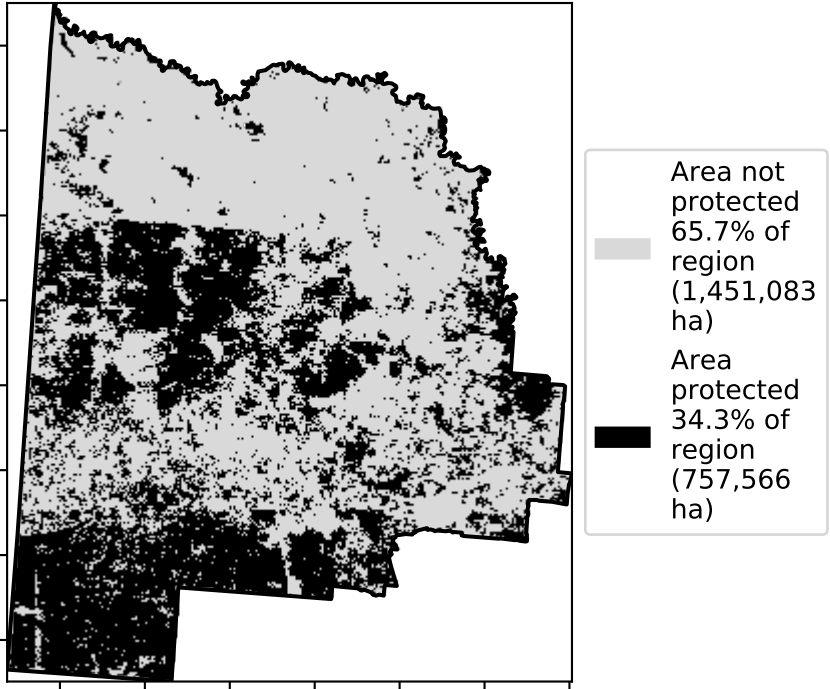 Area not
protected
65.7% of
region
(1,451,083
ha)
Area
protected
34.3% of
region
(757,566
ha)